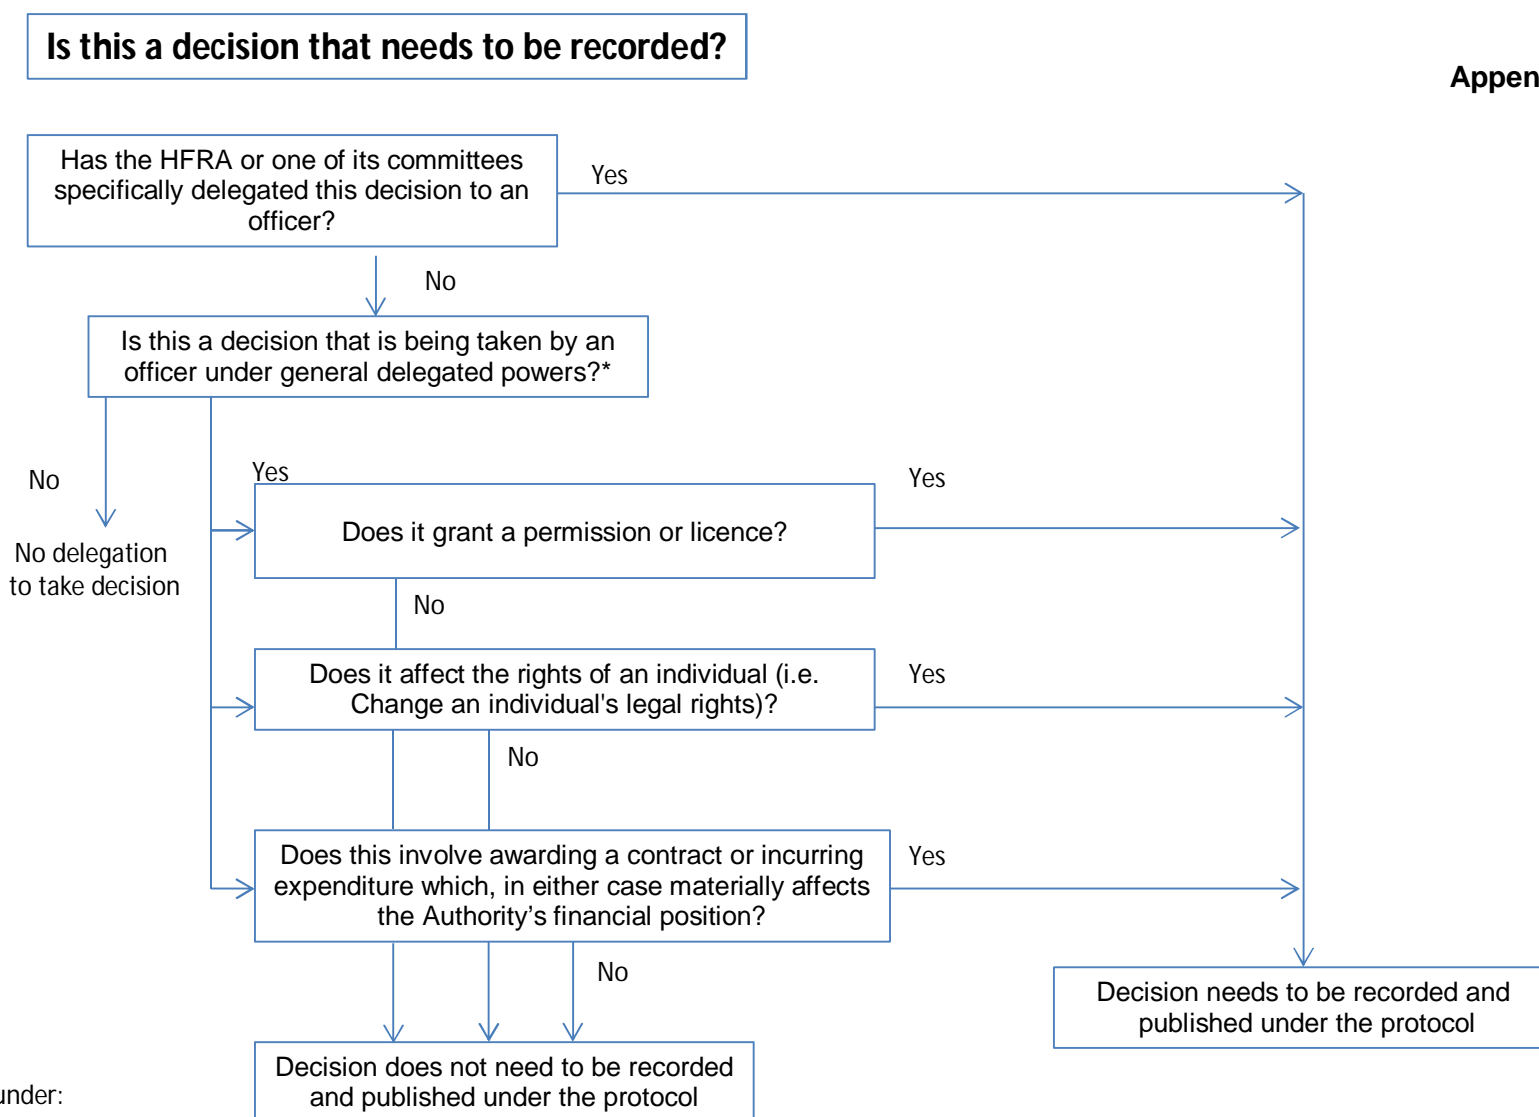 Is this a decision that needs to be recorded?
Appen
Has the HFRA or one of its committees
specifically delegated this decision to an
officer?
Yes
No
Is this a decision that is being taken by an
officer under general delegated powers?*
No
Yes
Yes
Does it grant a permission or licence?
No delegation
to take decision
No
Does it affect the rights of an individual (i.e.
Change an individual's legal rights)?
Yes
No
Does this involve awarding a contract or incurring
expenditure which, in either case materially affects
the Authority’s financial position?
Yes
No
Decision needs to be recorded and
published under the protocol
Decision does not need to be recorded
and published under the protocol
under: